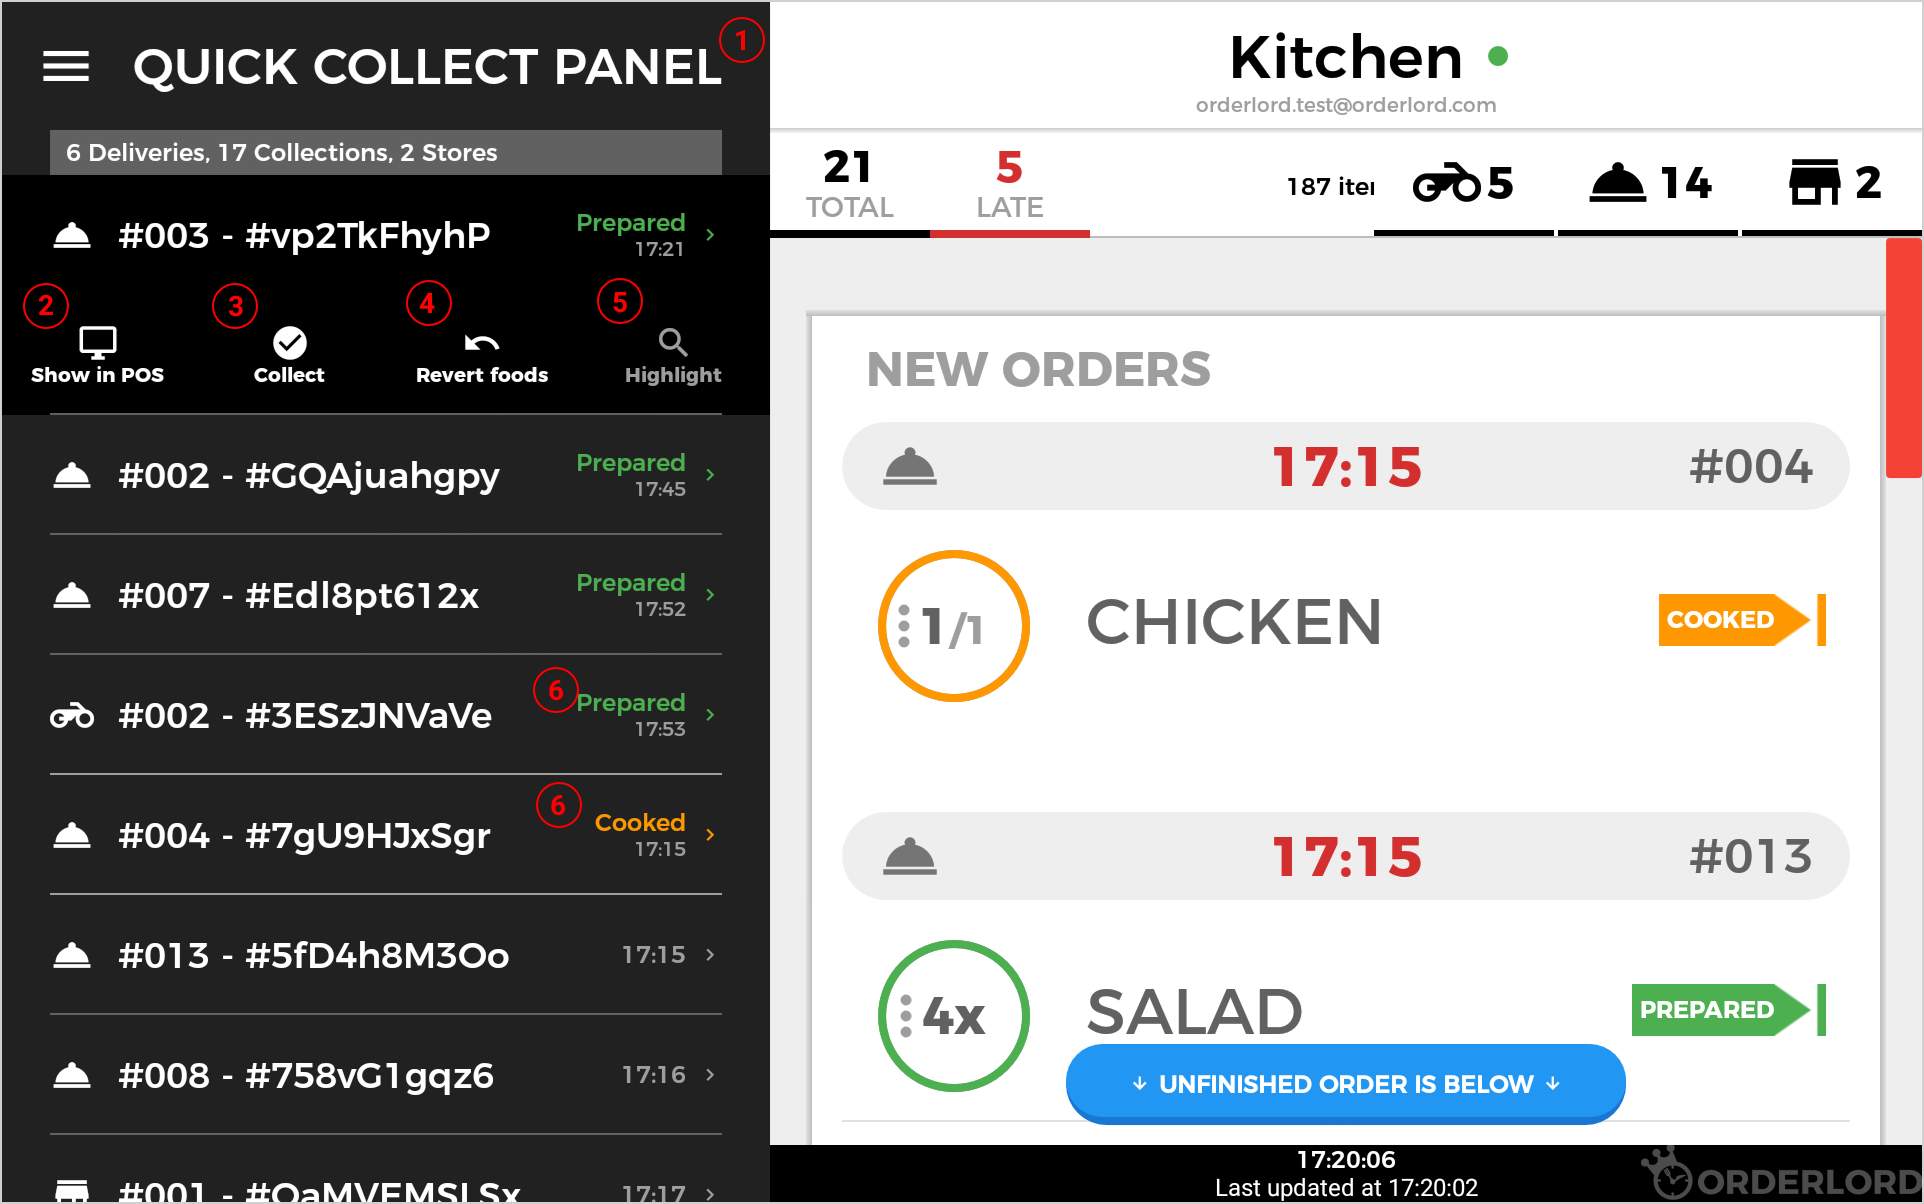 QUICK COLLECT PANEL
1
6 Deliveries, 17 Collections, 2 Stores
#003 - #vp2TkFhyhP
Prepared
17:21
2
3
4
5
Show in POS
Collect
Revert foods
Highlight
#002 - #GQAjuahgpy
Prepared
17:45
#007 - #Edl8pt612x
Prepared
17:52
#002 - #3ESzJNVaVe
6
Prepared
17:53
#004 - #7gU9HJxSgr
6
Cooked
17:15
#013 - #5fD4h8M3Oo
17:15
#008 - #758vG1gqz6
17:16
#001 -
17:17
Kitchen
orderlord.test@orderlord.com
21
TOTAL
5
LATE
187 iter
5
14
2
NEW ORDERS
17:15
#004
1/1
CHICKEN
COOKED
17:15
#013
4x
SALAD
PREPARED
↓ UNFINISHED ORDER IS BELOW ↓
17:20:06
Last updated at 17:20:02
ORDERLORD